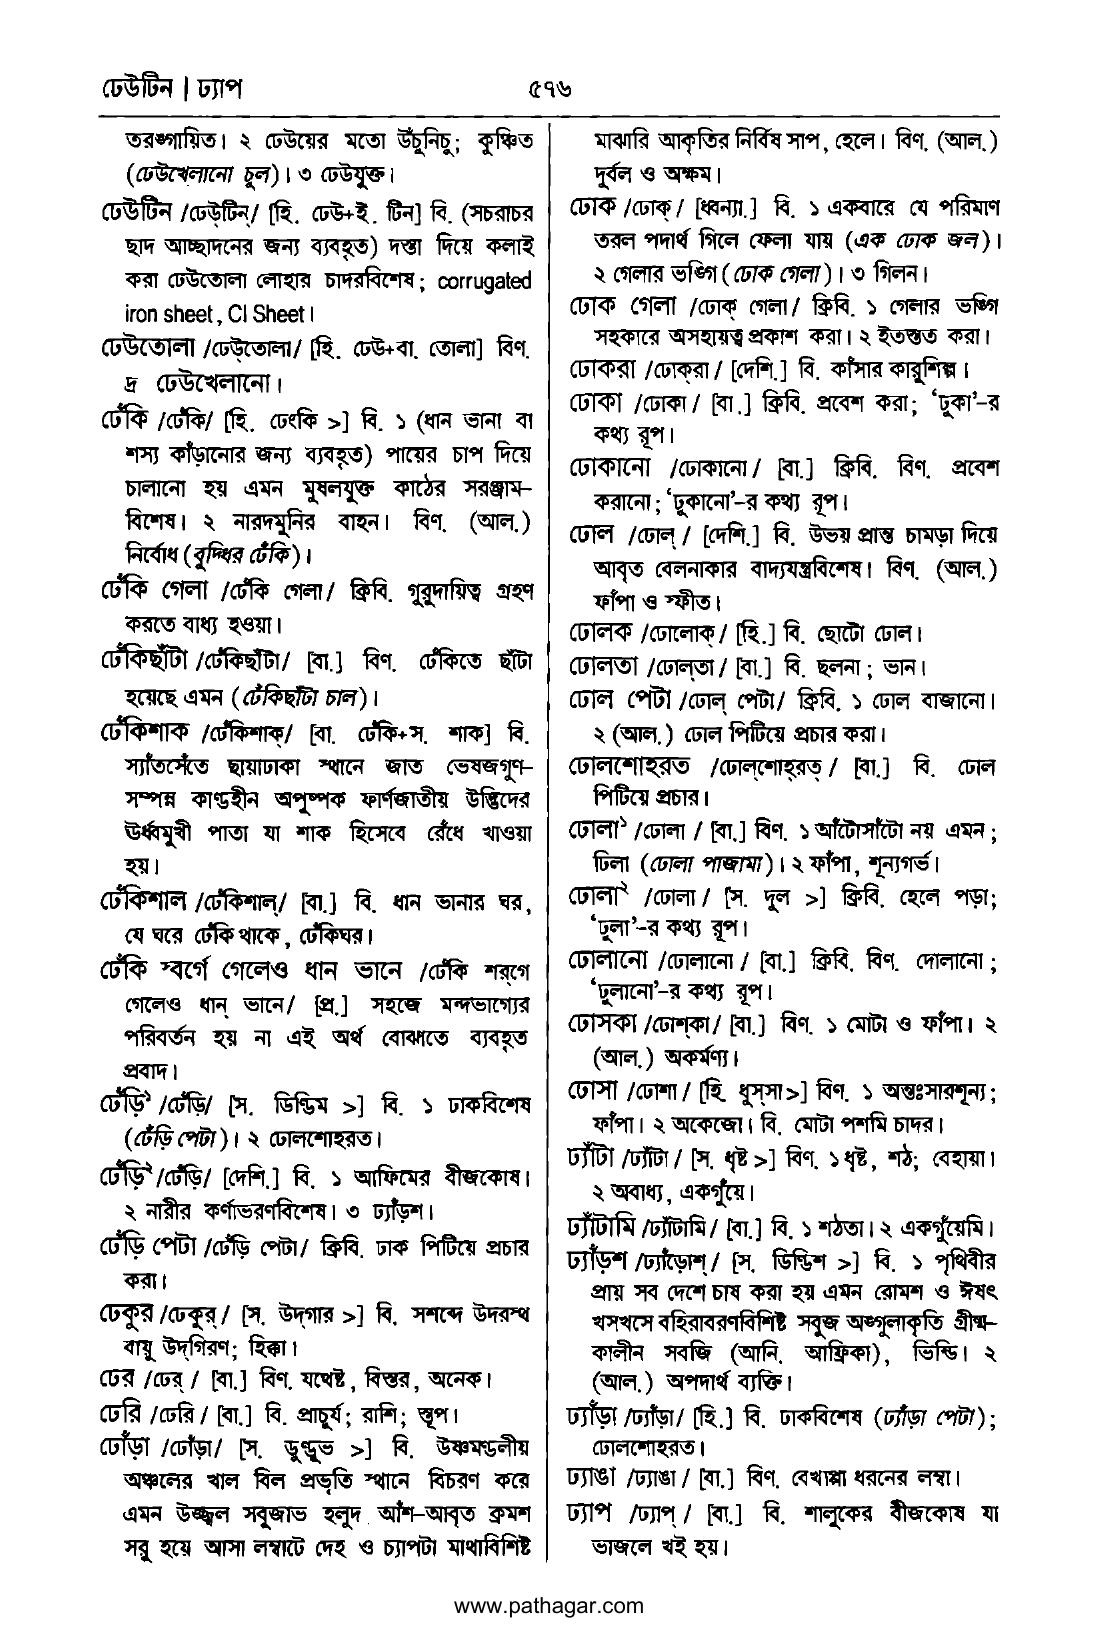 ঢেউটিন | ঢ্যাপ
৫৭৬
তরঙ্গায়িত। ২ ঢেউয়ের মতো উঁচুনিচু; কুঞ্চিত
(ঢেউখেলানো চুল)। ৩ ঢেউযুক্ত।
ঢেউটিন /ঢেউ্‌টিন্‌/ [হি. ঢেউ+ই. টিন] বি. (সচরাচর
ছাদ আচ্ছাদনের জন্য ব্যবহৃত) দস্তা দিয়ে কলাই
করা ঢেউতোলা লোহার চাদরবিশেষ; corrugated
iron sheet, CI Sheet।
ঢেউতোলা /ঢেউ্‌তোলা/ [হি. ঢেউ+বা. তোলা] বিণ.
দ্র ঢেউখেলানো।
ঢেঁকি /ঢেঁকি/ [হি. ঢেংকি >] বি. ১ (ধান ভানা বা
শস্য কাঁড়ানোর জন্য ব্যবহৃত) পায়ের চাপ দিয়ে
চালানো হয় এমন মুষলযুক্ত কাঠের সরঞ্জাম-
বিশেষ। ২ নারদমুনির বাহন। বিণ. (আল.)
নির্বোধ (বুদ্ধির ঢেঁকি)।
ঢেঁকি গেলা /ঢেঁকি গেলা/ ক্রিবি. গুরুদায়িত্ব গ্রহণ
করতে বাধ্য হওয়া।
ঢেঁকিছাঁটা /ঢেঁকিছাঁটা/ [বা.] বিণ. ঢেঁকিতে ছাঁটা
হয়েছে এমন (ঢেঁকিছাঁটা চাল)।
ঢেঁকিশাক /ঢেঁকিশাক্‌/ [বা. ঢেঁকি+স. শাক] বি.
স্যাঁতসেঁতে ছায়াঢাকা স্থানে জাত ভেষজগুণ-
সম্পন্ন কাণ্ডহীন অপুষ্পক ফার্ণজাতীয় উদ্ভিদের
ঊর্ধ্বমুখী পাতা যা শাক হিসেবে রেঁধে খাওয়া
হয়।
ঢেঁকিশাল /ঢেঁকিশাল্‌/ [বা.] বি. ধান ভানার ঘর,
যে ঘরে ঢেঁকি থাকে, ঢেঁকিঘর।
ঢেঁকি স্বর্গে গেলেও ধান ভানে /ঢেঁকি শর্‌গে
গেলেও ধান্‌ ভানে/ [প্র.] সহজে মন্দভাগ্যের
পরিবর্তন হয় না এই অর্থ বোঝাতে ব্যবহৃত
প্রবাদ।
ঢেঁড়ি১ /ঢেঁড়ি/ [স. ডিণ্ডিম >] বি. ১ ঢাকবিশেষ
(ঢেঁড়ি পেটা)। ২ ঢোলশোহরত।
ঢেঁড়ি২ /ঢেঁড়ি/ [দেশি.] বি. ১ আফিমের বীজকোষ।
২ নারীর কর্ণাভরণবিশেষ। ৩ ঢ্যাঁড়শ।
ঢেঁড়ি পেটা /ঢেঁড়ি পেটা/ ক্রিবি. ঢাক পিটিয়ে প্রচার
করা।
ঢেকুর /ঢেকুর্‌/ [স. উদ্‌গার >] বি. সশব্দে উদরস্থ
বায়ু উদ্‌গিরণ; হিক্কা।
ঢের /ঢের্‌/ [বা.] বিণ. যথেষ্ট, বিস্তর, অনেক।
ঢেরি /ঢেরি/ [বা.] বি. প্রাচুর্য; রাশি; স্তূপ।
ঢোঁড়া /ঢোঁড়া/ [স. ডুণ্ডুভ >] বি. উষ্ণমণ্ডলীয়
অঞ্চলের খাল বিল প্রভৃতি স্থানে বিচরণ করে
এমন উজ্জ্বল সবুজাভ হলুদ আঁশ-আবৃত ক্রমশ
সরু হয়ে আসা লম্বাটে দেহ ও চ্যাপটা মাথাবিশিষ্ট
মাঝারি আকৃতির নির্বিষ সাপ, হেলে। বিণ. (আল.)
দুর্বল ও অক্ষম।
ঢোক /ঢোক্‌/ [ধ্বন্যা.] বি. ১ একবারে যে পরিমাণ
তরল পদার্থ গিলে ফেলা যায় (এক ঢোক জল)।
২ গেলার ভঙ্গি (ঢোক গেলা)। ৩ গিলন।
ঢোক গেলা /ঢোক্‌ গেলা/ ক্রিবি. ১ গেলার ভঙ্গি
সহকারে অসহায়ত্ব প্রকাশ করা। ২ ইতস্তত করা।
ঢোকরা /ঢোক্‌রা/ [দেশি.] বি. কাঁসার কারুশিল্প।
ঢোকা /ঢোকা/ [বা.] ক্রিবি. প্রবেশ করা; ‘ঢুকা’-র
কথ্য রূপ।
ঢোকানো /ঢোকানো/ [বা.] ক্রিবি. বিণ. প্রবেশ
করানো; ‘ঢুকানো’-র কথ্য রূপ।
ঢোল /ঢোল্‌/ [দেশি.] বি. উভয় প্রান্ত চামড়া দিয়ে
আবৃত বেলনাকার বাদ্যযন্ত্রবিশেষ। বিণ. (আল.)
ফাঁপা ও স্ফীত।
ঢোলক /ঢোলোক্‌/ [হি.] বি. ছোটো ঢোল।
ঢোলতা /ঢোল্‌তা/ [বা.] বি. ছলনা; ভান।
ঢোল পেটা /ঢোল্‌ পেটা/ ক্রিবি. ১ ঢোল বাজানো।
২ (আল.) ঢোল পিটিয়ে প্রচার করা।
ঢোলশোহরত /ঢোল্‌শোহ্‌রত্‌/ [বা.] বি. ঢোল
পিটিয়ে প্রচার।
ঢোলা১ /ঢোলা/ [বা.] বিণ. ১ আঁটোসাঁটো নয় এমন;
ঢিলা (ঢোলা পাজামা)। ২ ফাঁপা, শূন্যগর্ভ।
ঢোলা২ /ঢোলা/ [স. দুল >] ক্রিবি. হেলে পড়া;
‘ঢুলা’-র কথ্য রূপ।
ঢোলানো /ঢোলানো/ [বা.] ক্রিবি. বিণ. দোলানো;
‘ঢুলানো’-র কথ্য রূপ।
ঢোসকা /ঢোশ্‌কা/ [বা.] বিণ. ১ মোটা ও ফাঁপা। ২
(আল.) অকর্মণ্য।
ঢোসা /ঢোশা/ [হি. ধুস্‌সা>] বিণ. ১ অন্তঃসারশূন্য;
ফাঁপা। ২ অকেজো। বি. মোটা পশমি চাদর।
ঢ্যাঁটা /ঢ্যাঁটা/ [স. ধৃষ্ট >] বিণ. ১ ধৃষ্ট, শঠ; বেহায়া।
২ অবাধ্য, একগুঁয়ে।
ঢ্যাঁটামি /ঢ্যাঁটামি/ [বা.] বি. ১ শঠতা। ২ একগুঁয়েমি।
ঢ্যাঁড়শ /ঢ্যাঁড়োশ্‌/ [স. ডিণ্ডিশ >] বি. ১ পৃথিবীর
প্রায় সব দেশে চাষ করা হয় এমন রোমশ ও ঈষৎ
খসখসে বহিরাবরণবিশিষ্ট সবুজ অঙ্গুলাকৃতি গ্রীষ্ম-
কালীন সবজি (আনি. আফ্রিকা), ভিন্ডি। ২
(আল.) অপদার্থ ব্যক্তি।
ঢ্যাঁড়া /ঢ্যাঁড়া/ [হি.] বি. ঢাকবিশেষ (ঢ্যাঁড়া পেটা);
ঢোলশোহরত।
ঢ্যাঙা /ঢ্যাঙা/ [বা.] বিণ. বেখাপ্পা ধরনের লম্বা।
ঢ্যাপ /ঢ্যাপ্‌/ [বা.] বি. শালুকের বীজকোষ যা
ভাজলে খই হয়।
www.pathagar.com